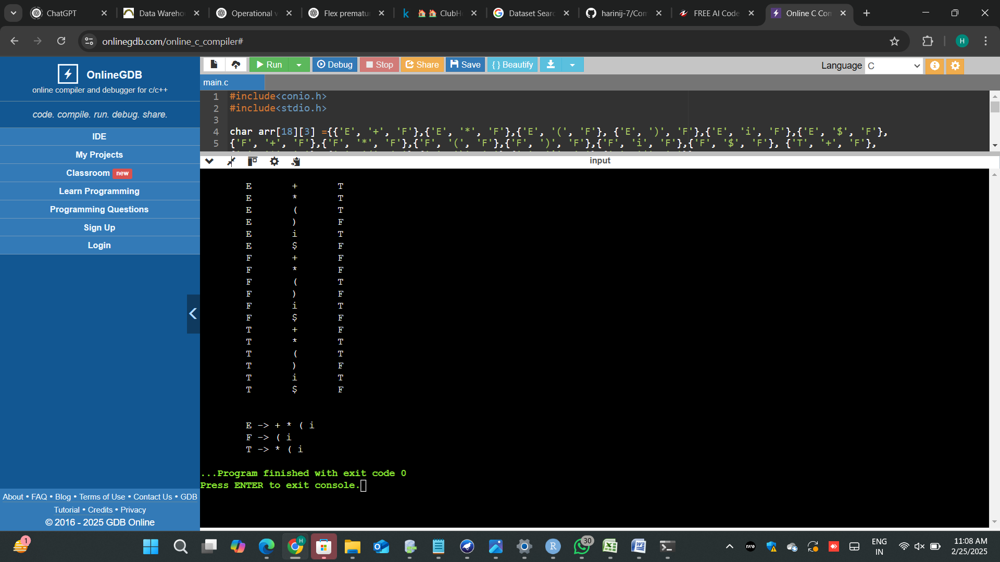 ChatGPT
Data Wareho
Operational v
Flex prematu
ClubH
Dataset Sear
harinij-7/Com
FREE AI Code
Online C Com
onlinegdb.com/online_c_compiler#
H
OnlineGDB
online compiler and debugger for c/c++
code. compile. run. debug. share.
IDE
My Projects
Classroom new
Learn Programming
Programming Questions
Sign Up
Login
About • FAQ • Blog • Terms of Use • Contact Us • GDB
Tutorial • Credits • Privacy
© 2016 - 2025 GDB Online
Run Debug Stop Share Save { } Beautify
Language C
main.c
1 #include<conio.h>
2 #include<stdio.h>
3
4 char arr[18][3] ={{'E', '+', 'F'},{'E', '*', 'F'},{'E', '(', 'F'}, {'E', ')', 'F'},{'E', 'i', 'F'},{'E', '$', 'F'},
5 {'F', '+', 'F'},{'F', '*', 'F'},{'F', '(', 'F'},{'F', ')', 'F'},{'F', 'i', 'F'},{'F', '$', 'F'}, {'T', '+', 'F'},
input
E + T
E * T
E ( T
E ) F
E i T
E $ F
F + F
F * F
F ( T
F ) F
F i T
F $ F
T + F
T * T
T ( T
T ) F
T i T
T $ F
E -> + * ( i
F -> ( i
T -> * ( i
...Program finished with exit code 0
Press ENTER to exit console.
1
30
ENG
IN
11:08 AM
2/25/2025